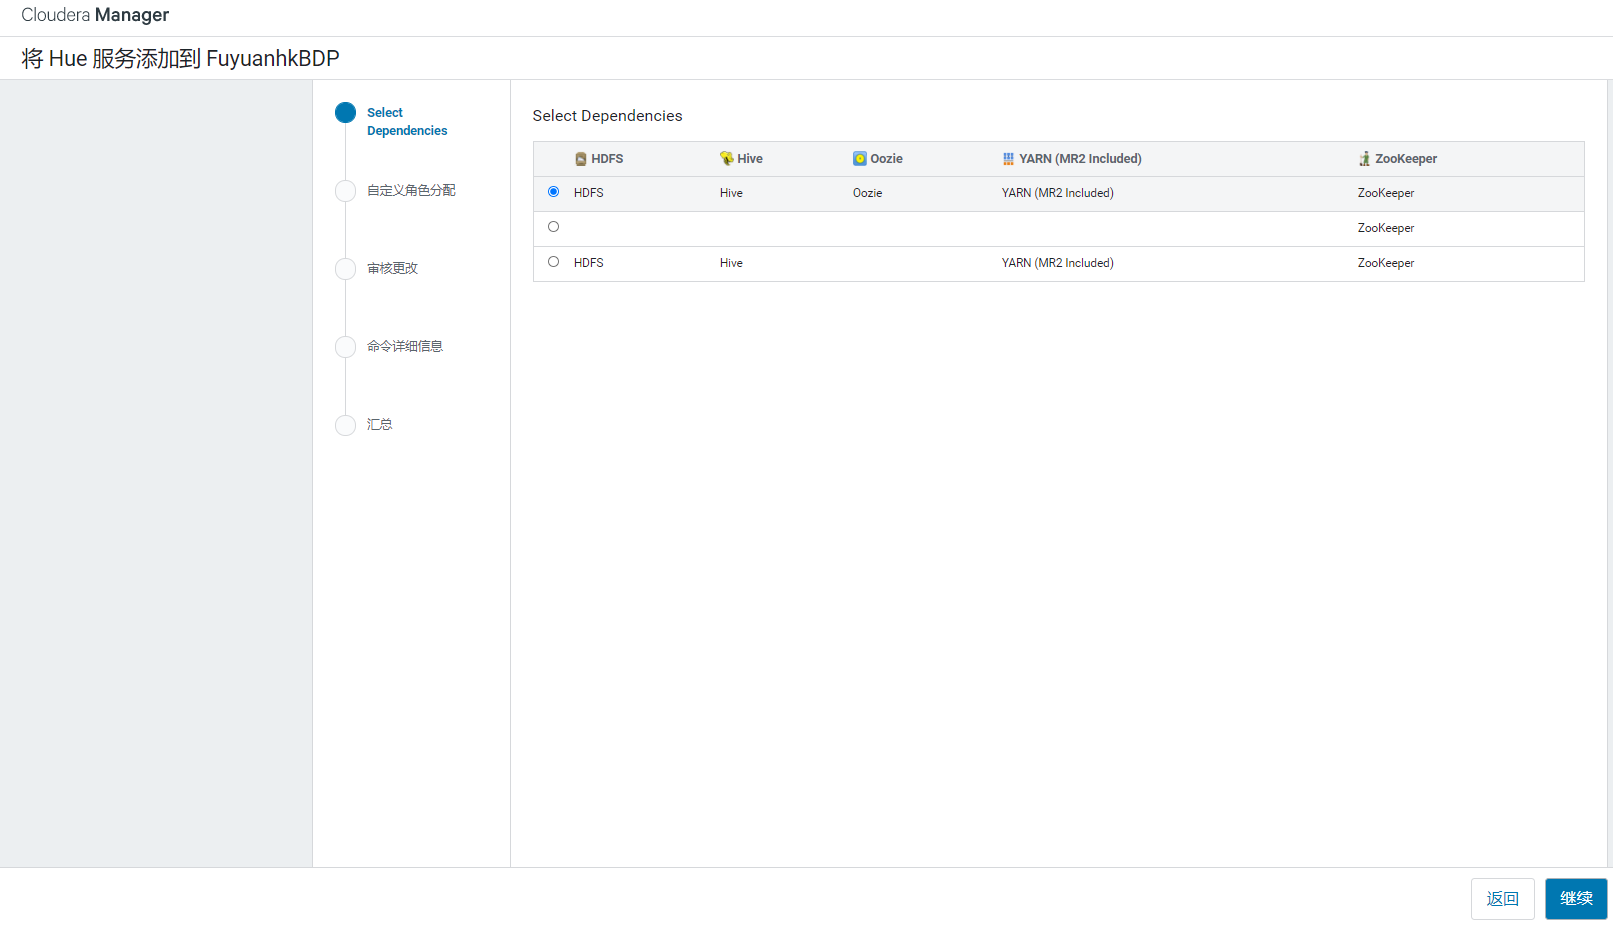 Cloudera Manager
将 Hue 服务添加到 FuyuanhkBDP
Select
Dependencies
自定义角色分配
审核更改
命令详细信息
汇总
Select Dependencies
HDFS Hive Oozie YARN (MR2 Included) ZooKeeper
HDFS Hive Oozie YARN (MR2 Included) ZooKeeper
ZooKeeper
HDFS Hive YARN (MR2 Included) ZooKeeper
返回 继续